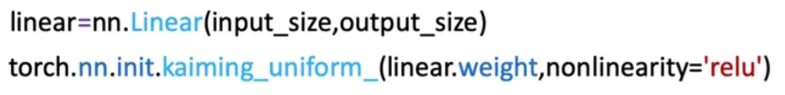 linear=nn.Linear(input_size,output_size)
torch.nn.init.kaiming_uniform_(linear.weight,nonlinearity='relu')